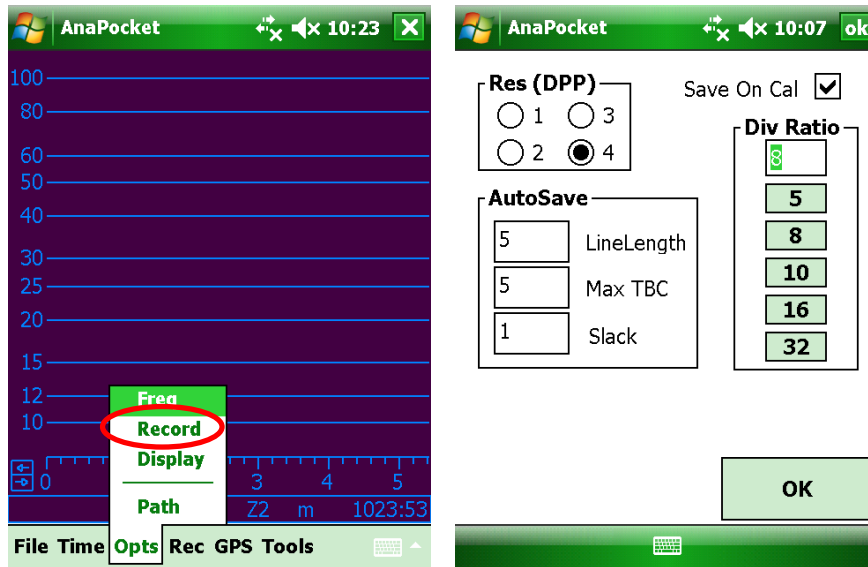 AnaPocket 10:23
100
80
60
50
40
30
25
20
15
12
10
Freq
Record
Display
Path
0 3 4 5
Z2 m 1023:53
File Time Opts Rec GPS Tools
AnaPocket 10:07 ok
Res (DPP)
1 3
2 4
Save On Cal
Div Ratio
8
5
8
10
16
32
AutoSave
5 LineLength
5 Max TBC
1 Slack
OK